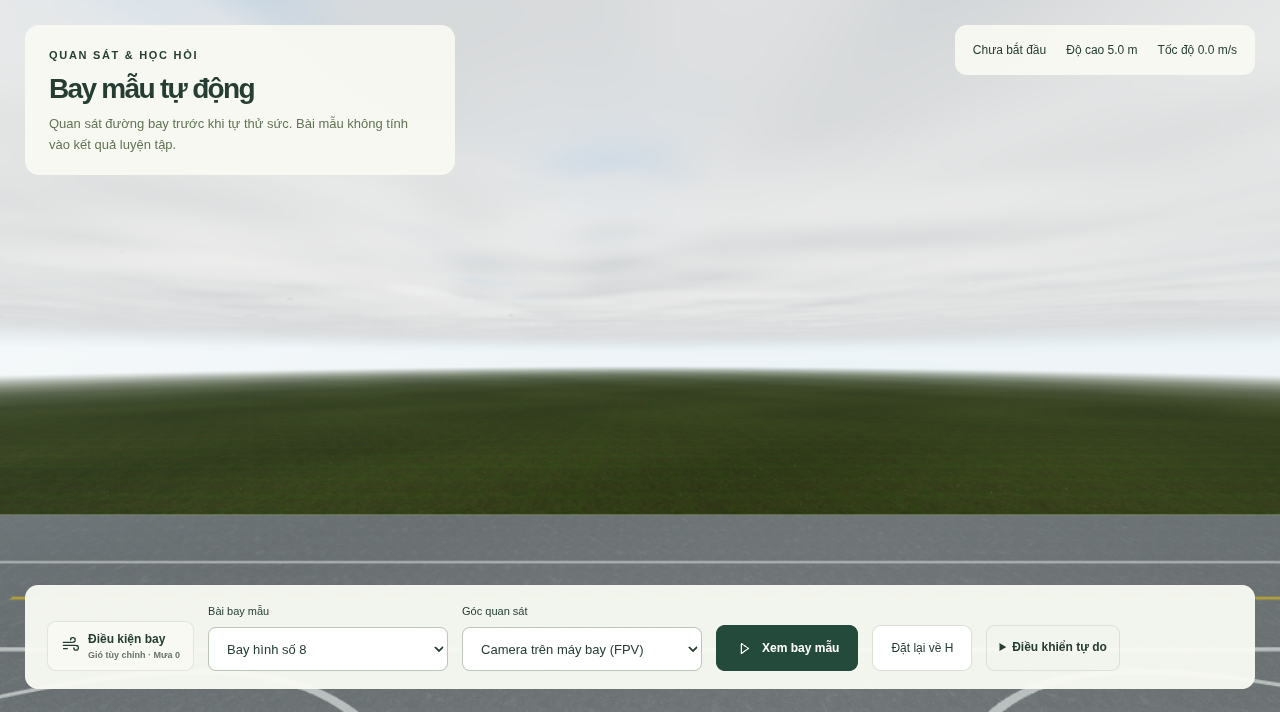 QUAN SÁT & HỌC HỎI
Bay mẫu tự động
Quan sát đường bay trước khi tự thử sức. Bài mẫu không tính
vào kết quả luyện tập.
Chưa bắt đầu
Độ cao 5.0 m
Tốc độ 0.0 m/s
Điều kiện bay
Gió tùy chỉnh · Mưa 0
Bài bay mẫu
Bay hình số 8
Góc quan sát
Camera trên máy bay (FPV)
Xem bay mẫu
Đặt lại về H
Điều khiển tự do